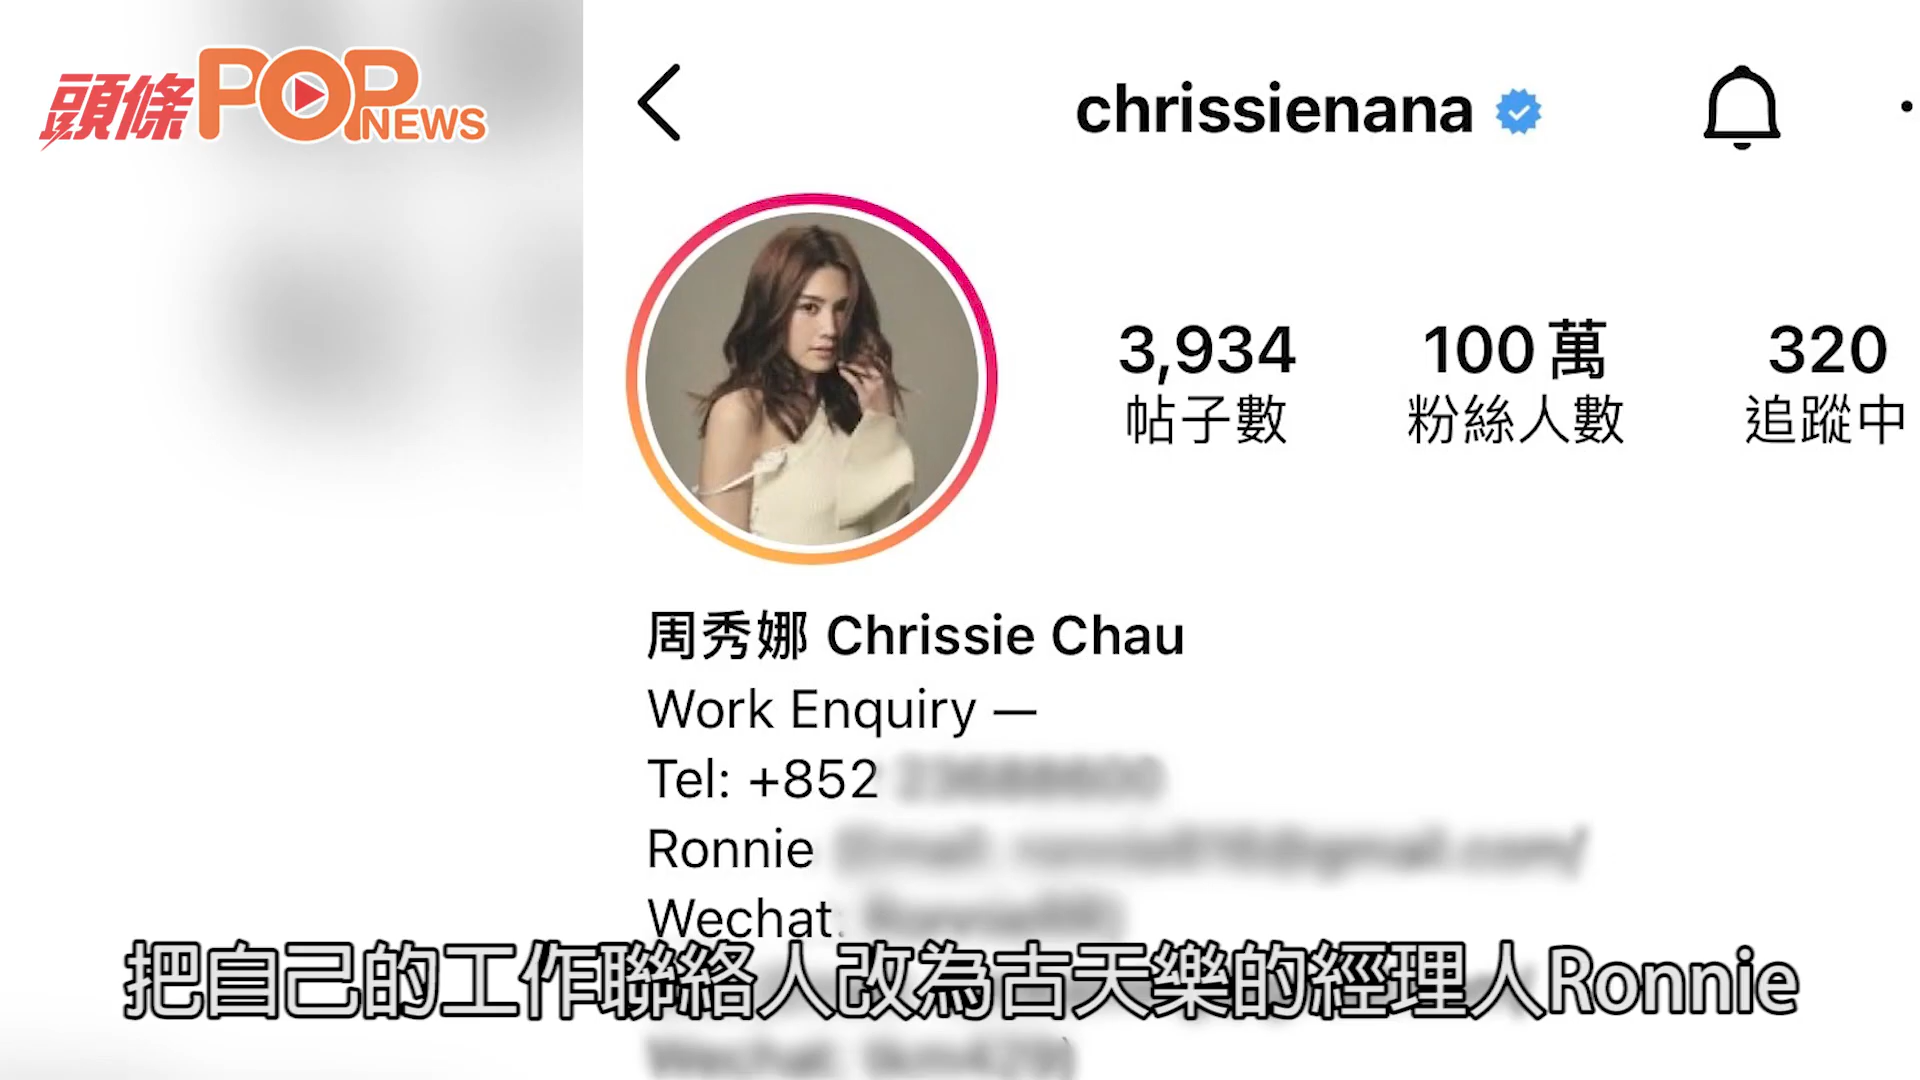 頭條POPNEWS
chrissienana
3,934 100萬 320
帖子數 粉絲人數 追蹤中
周秀娜 Chrissie Chau
Work Enquiry —
Tel: +852
Ronnie
Wechat:
把自己的工作聯絡人改為古天樂的經理人Ronnie